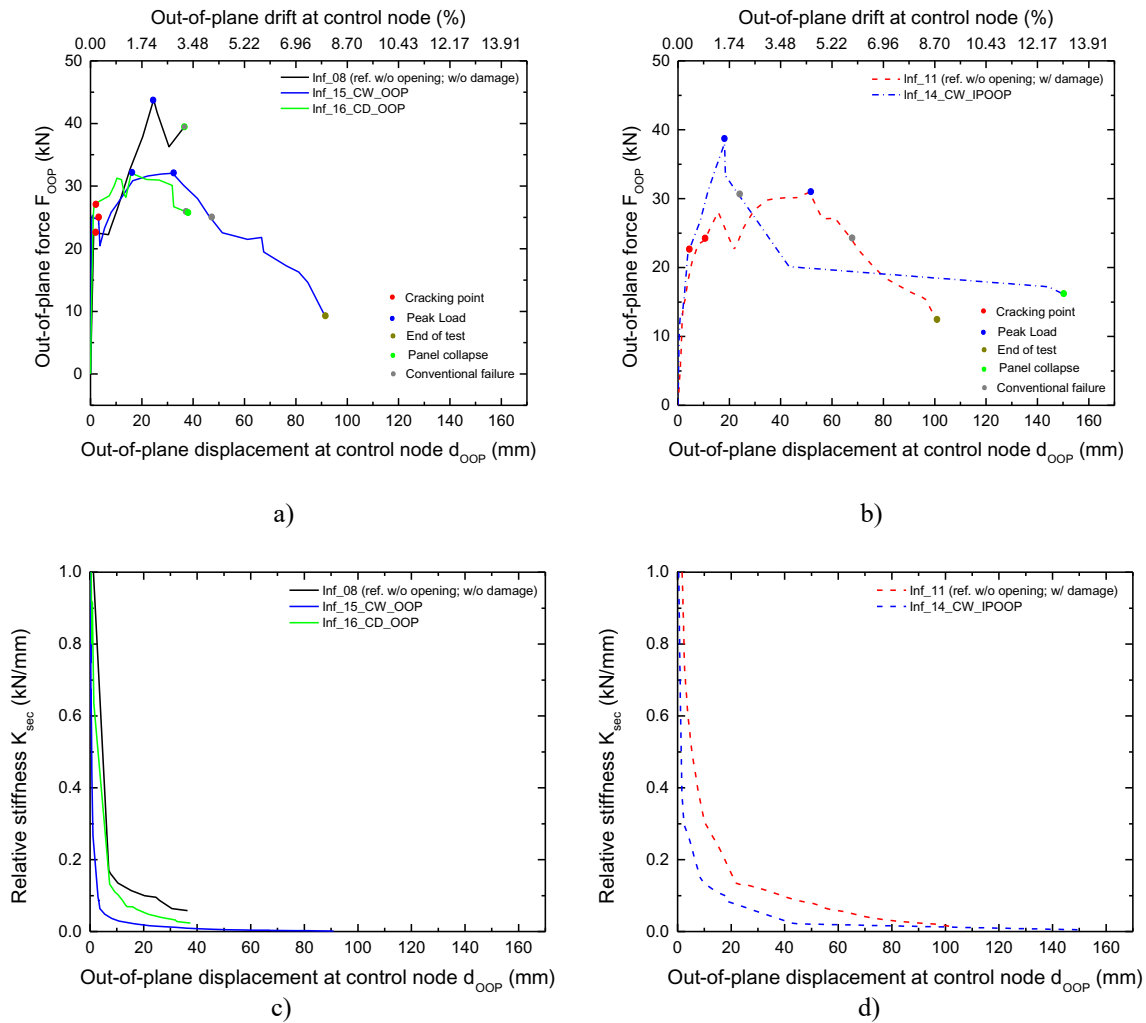 Out-of-plane drift at control node (%)
0.00 1.74 3.48 5.22 6.96 8.70 10.43 12.17 13.91
50
40
30
20
10
0
Out-of-plane force F_OOP (kN)
Inf_08 (ref. w/o opening; w/o damage)
Inf_15_CW_OOP
Inf_16_CD_OOP
Cracking point
Peak Load
End of test
Panel collapse
Conventional failure
0 20 40 60 80 100 120 140 160
Out-of-plane displacement at control node d_OOP (mm)
a)
Out-of-plane drift at control node (%)
0.00 1.74 3.48 5.22 6.96 8.70 10.43 12.17 13.91
50
40
30
20
10
0
Out-of-plane force F_OOP (kN)
Inf_11 (ref. w/o opening; w/ damage)
Inf_14_CW_IPOOP
Cracking point
Peak Load
End of test
Panel collapse
Conventional failure
0 20 40 60 80 100 120 140 160
Out-of-plane displacement at control node d_OOP (mm)
b)
1.0
0.8
0.6
0.4
0.2
0.0
Relative stiffness K_sec (kN/mm)
Inf_08 (ref. w/o opening; w/o damage)
Inf_15_CW_OOP
Inf_16_CD_OOP
0 20 40 60 80 100 120 140 160
Out-of-plane displacement at control node d_OOP (mm)
c)
1.0
0.8
0.6
0.4
0.2
0.0
Relative stiffness K_sec (kN/mm)
Inf_11 (ref. w/o opening; w/ damage)
Inf_14_CW_IPOOP
0 20 40 60 80 100 120 140 160
Out-of-plane displacement at control node d_OOP (mm)
d)